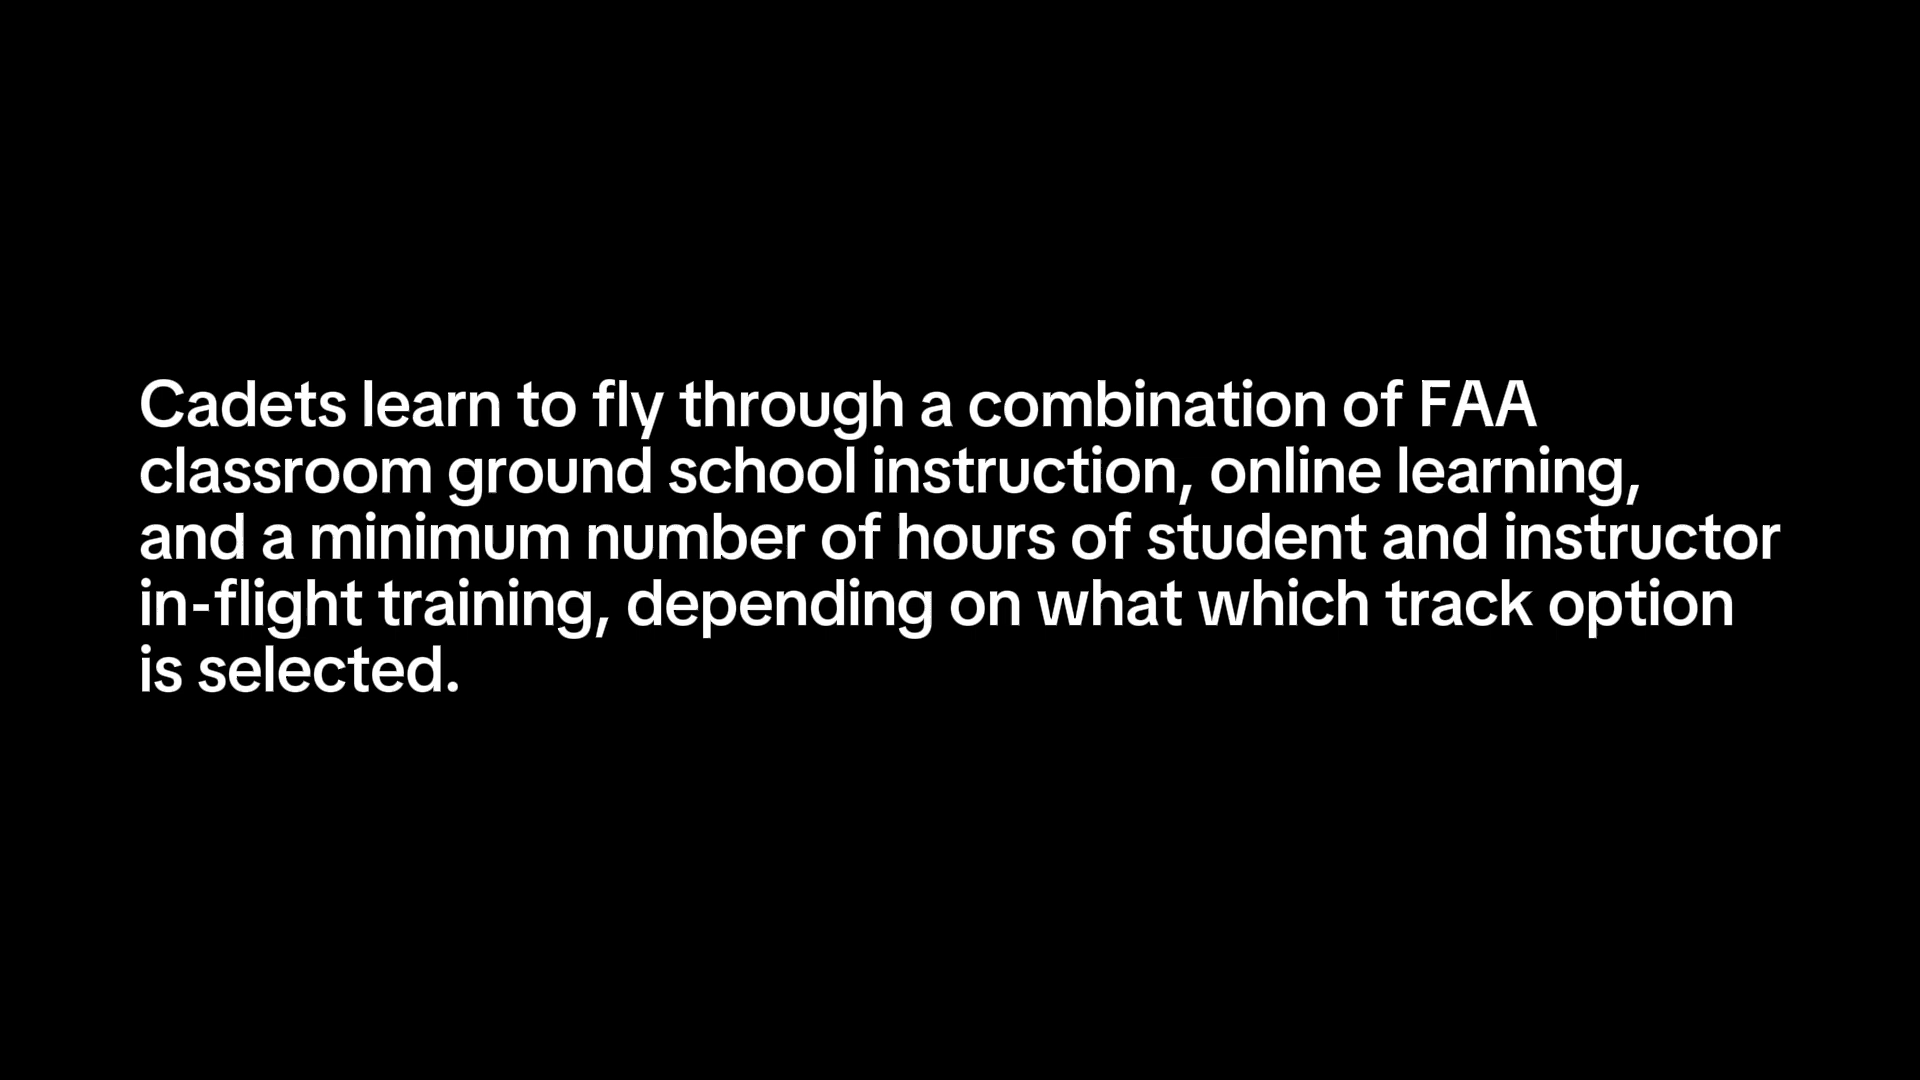 Cadets learn to fly through a combination of FAA
classroom ground school instruction, online learning,
and a minimum number of hours of student and instructor
in-flight training, depending on what which track option
is selected.